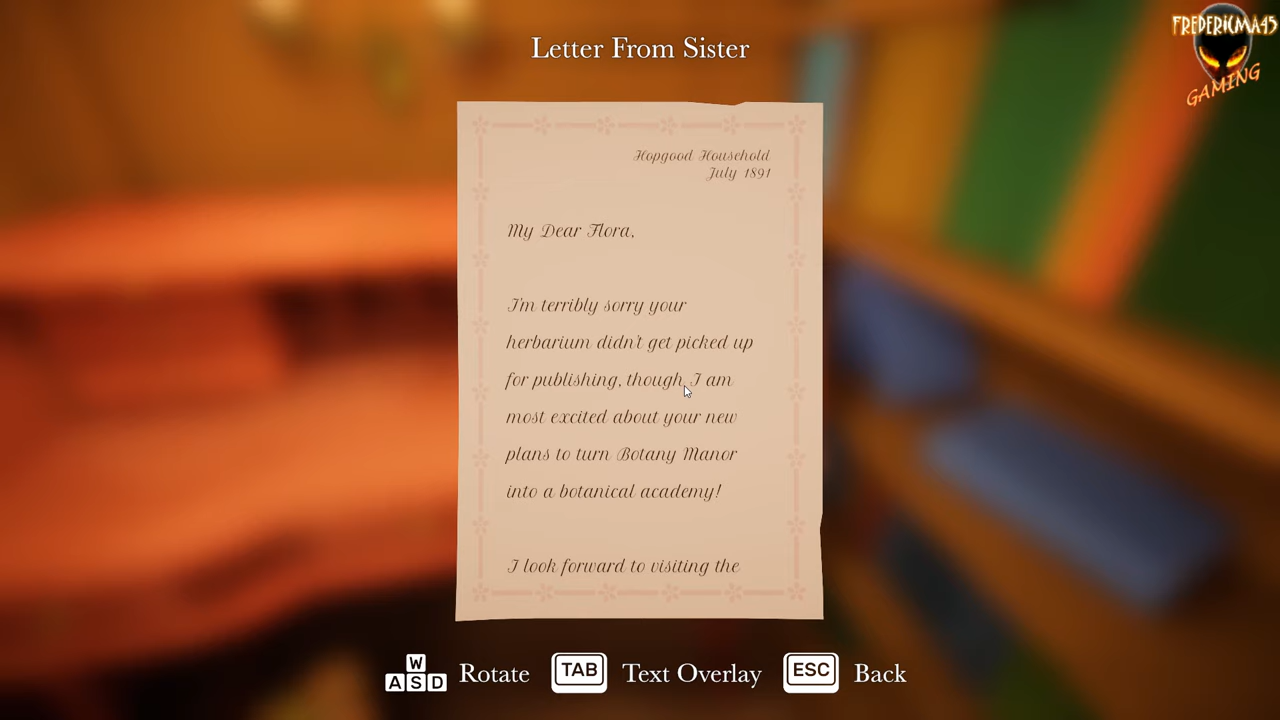 Letter From Sister
FREDERICMA45
GAMING
Hopgood Household
July 1891
My Dear Flora,
I'm terribly sorry your
herbarium didn't get picked up
for publishing, though I am
most excited about your new
plans to turn Botany Manor
into a botanical academy!
I look forward to visiting the
W
A S D Rotate TAB Text Overlay ESC Back